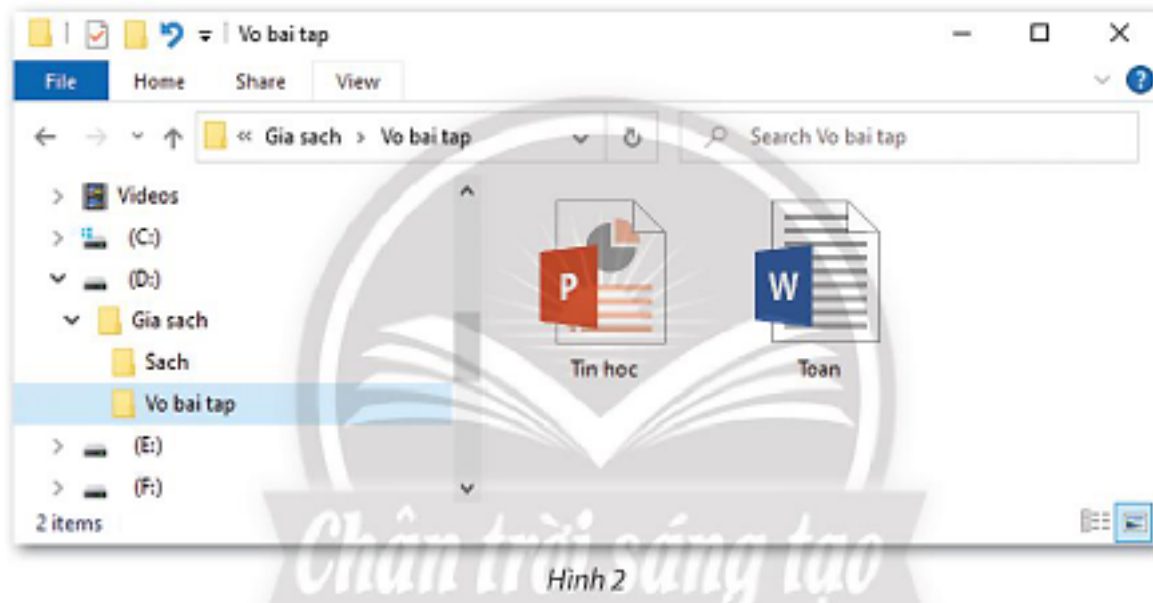 Vo bai tap
File Home Share View
« Gia sach > Vo bai tap Search Vo bai tap
Videos
(C:)
(D:)
Gia sach
Sach
Vo bai tap
(E:)
(F:)
P
W
Tin hoc Toan
2 items
Chân trời sáng tạo
Hình 2